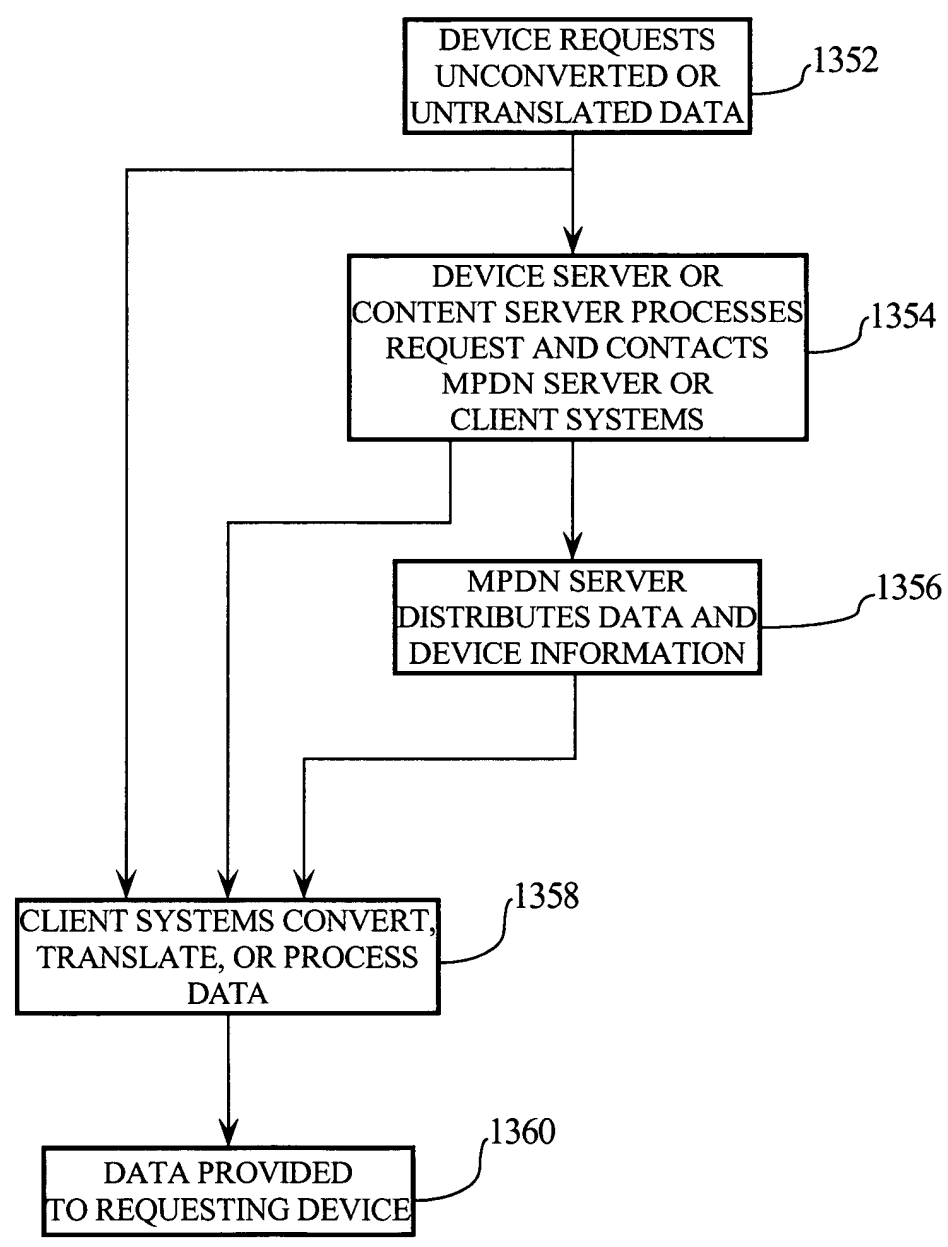 DEVICE REQUESTS
UNCONVERTED OR
UNTRANSLATED DATA
1352
DEVICE SERVER OR
CONTENT SERVER PROCESSES
REQUEST AND CONTACTS
MPDN SERVER OR
CLIENT SYSTEMS
1354
MPDN SERVER
DISTRIBUTES DATA AND
DEVICE INFORMATION
1356
CLIENT SYSTEMS CONVERT,
TRANSLATE, OR PROCESS
DATA
1358
DATA PROVIDED
TO REQUESTING DEVICE
1360